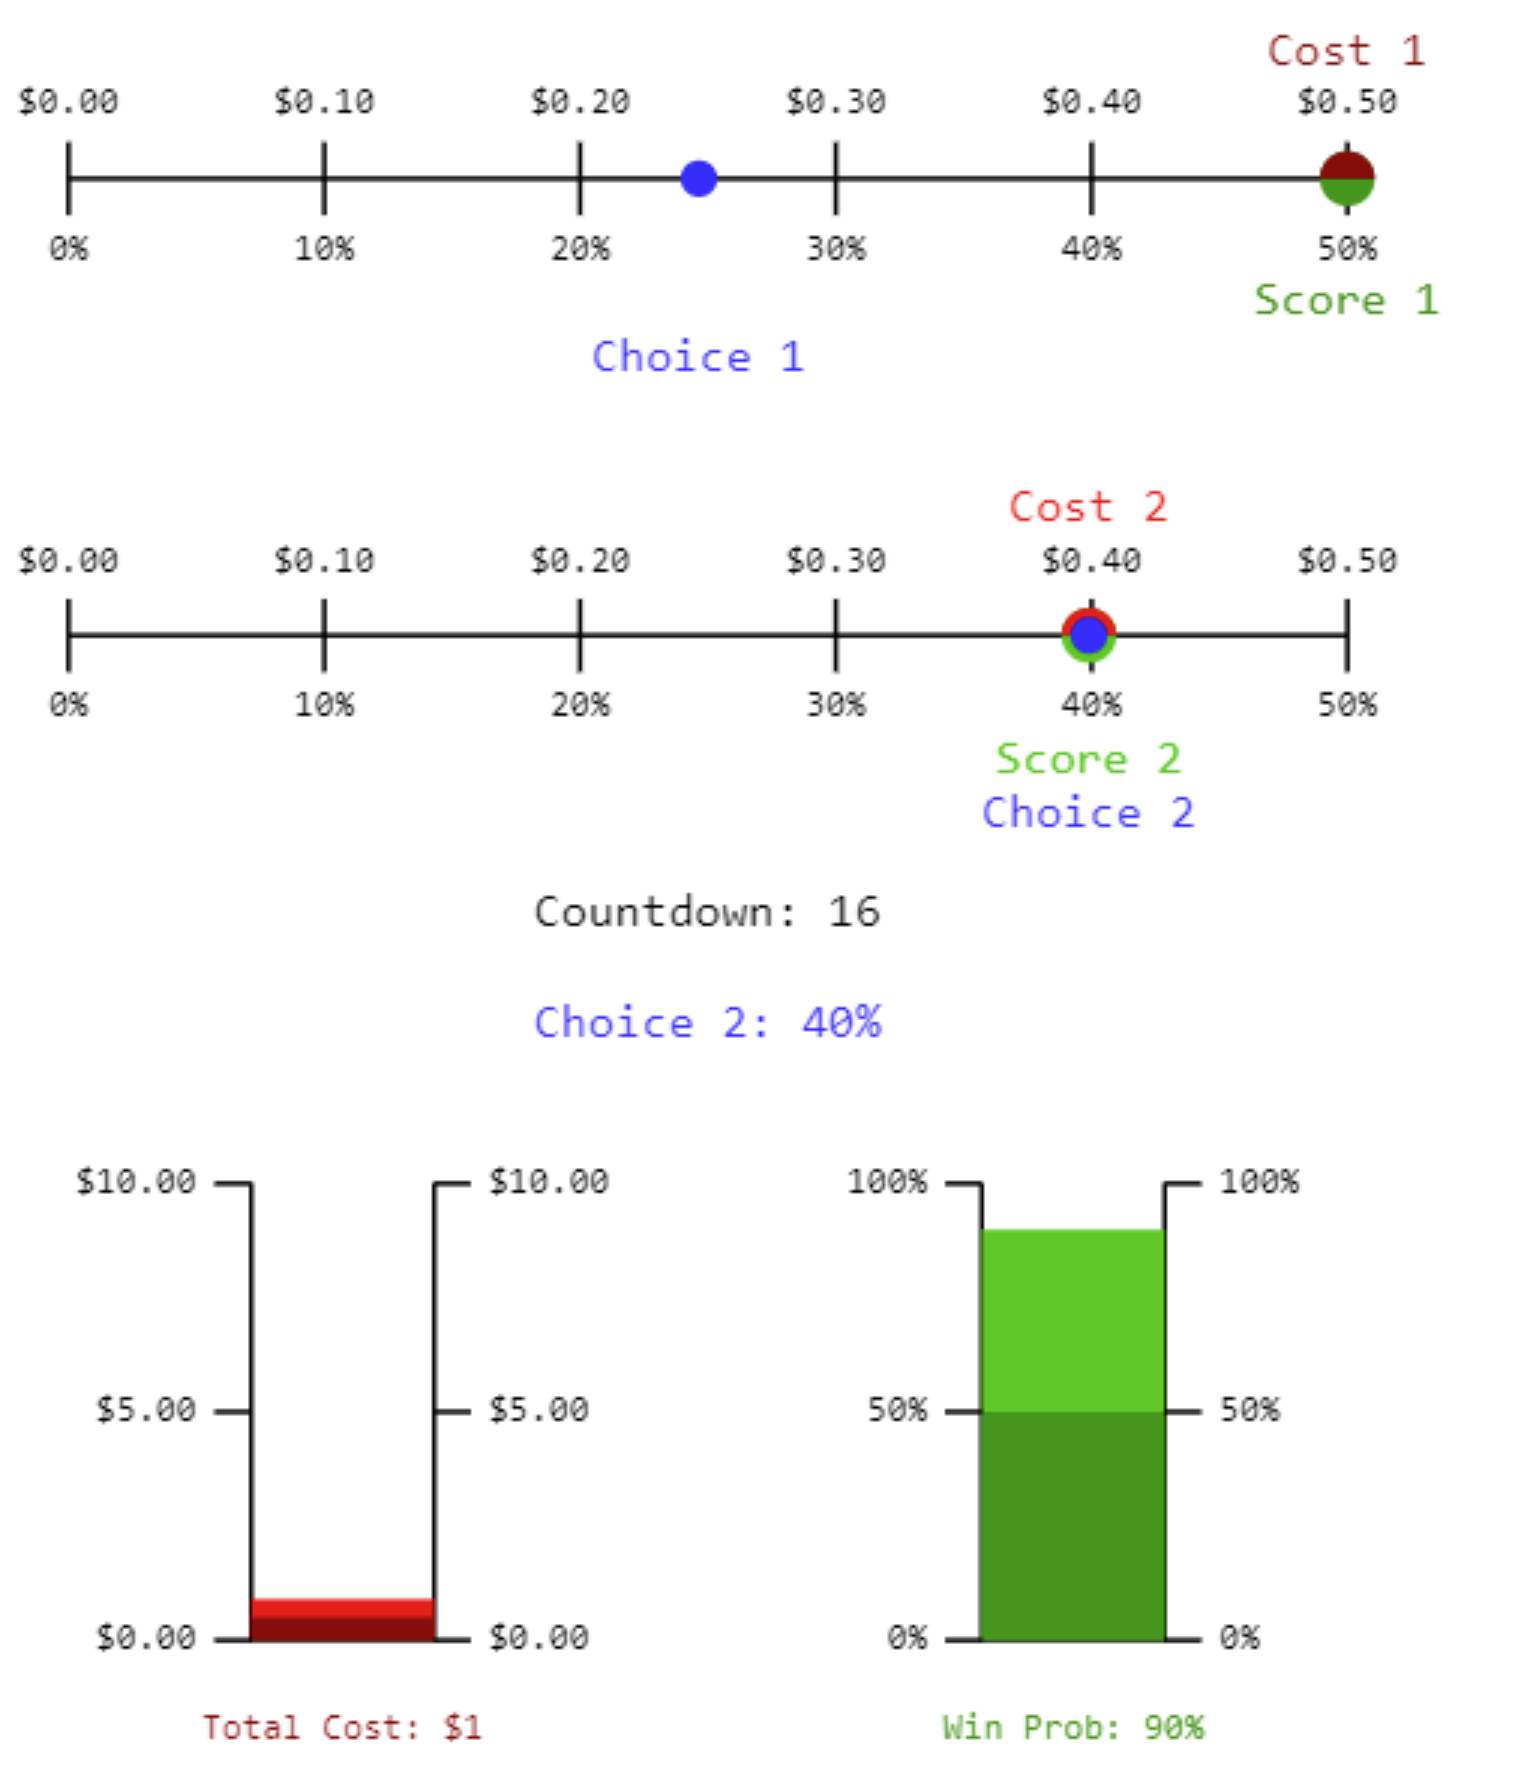 Cost 1
$0.00 $0.10 $0.20 $0.30 $0.40 $0.50
0% 10% 20% 30% 40% 50%
Score 1
Choice 1
Cost 2
$0.00 $0.10 $0.20 $0.30 $0.40 $0.50
0% 10% 20% 30% 40% 50%
Score 2
Choice 2
Countdown: 16
Choice 2: 40%
$10.00 $10.00 100% 100%
$5.00 $5.00 50% 50%
$0.00 $0.00 0% 0%
Total Cost: $1 Win Prob: 90%